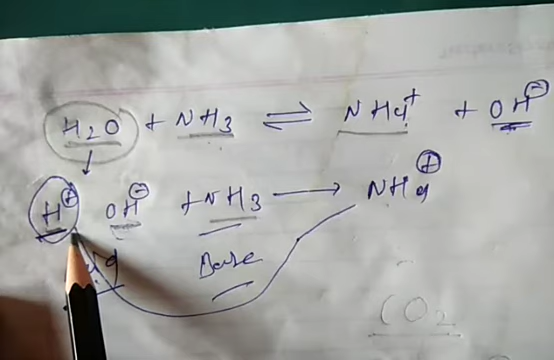 H₂O + NH₃ ⇌ NH₄⁺ + OH⁻
H⁺ OH⁻ + NH₃ → NH₄⁺
Base
CO₂